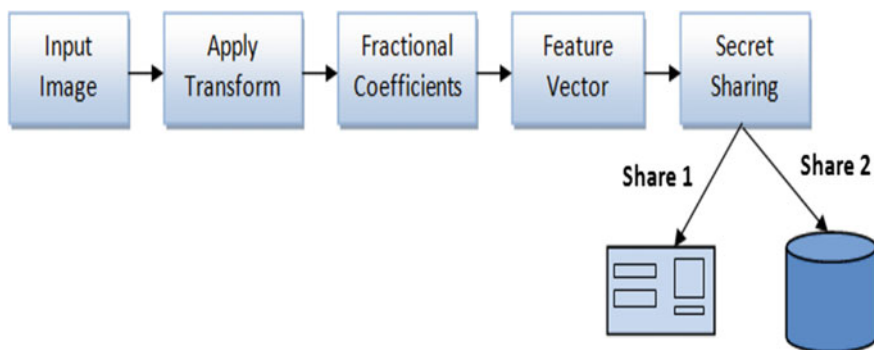 Input
Image
Apply
Transform
Fractional
Coefficients
Feature
Vector
Secret
Sharing
Share 1
Share 2